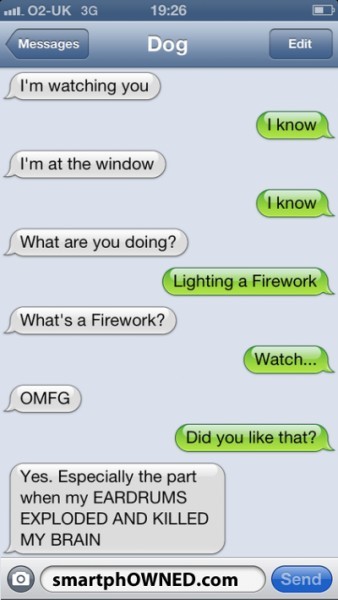 O2-UK 3G 19:26
Messages Dog Edit
I'm watching you
I know
I'm at the window
I know
What are you doing?
Lighting a Firework
What's a Firework?
Watch...
OMFG
Did you like that?
Yes. Especially the part
when my EARDRUMS
EXPLODED AND KILLED
MY BRAIN
smartphOWNED.com Send